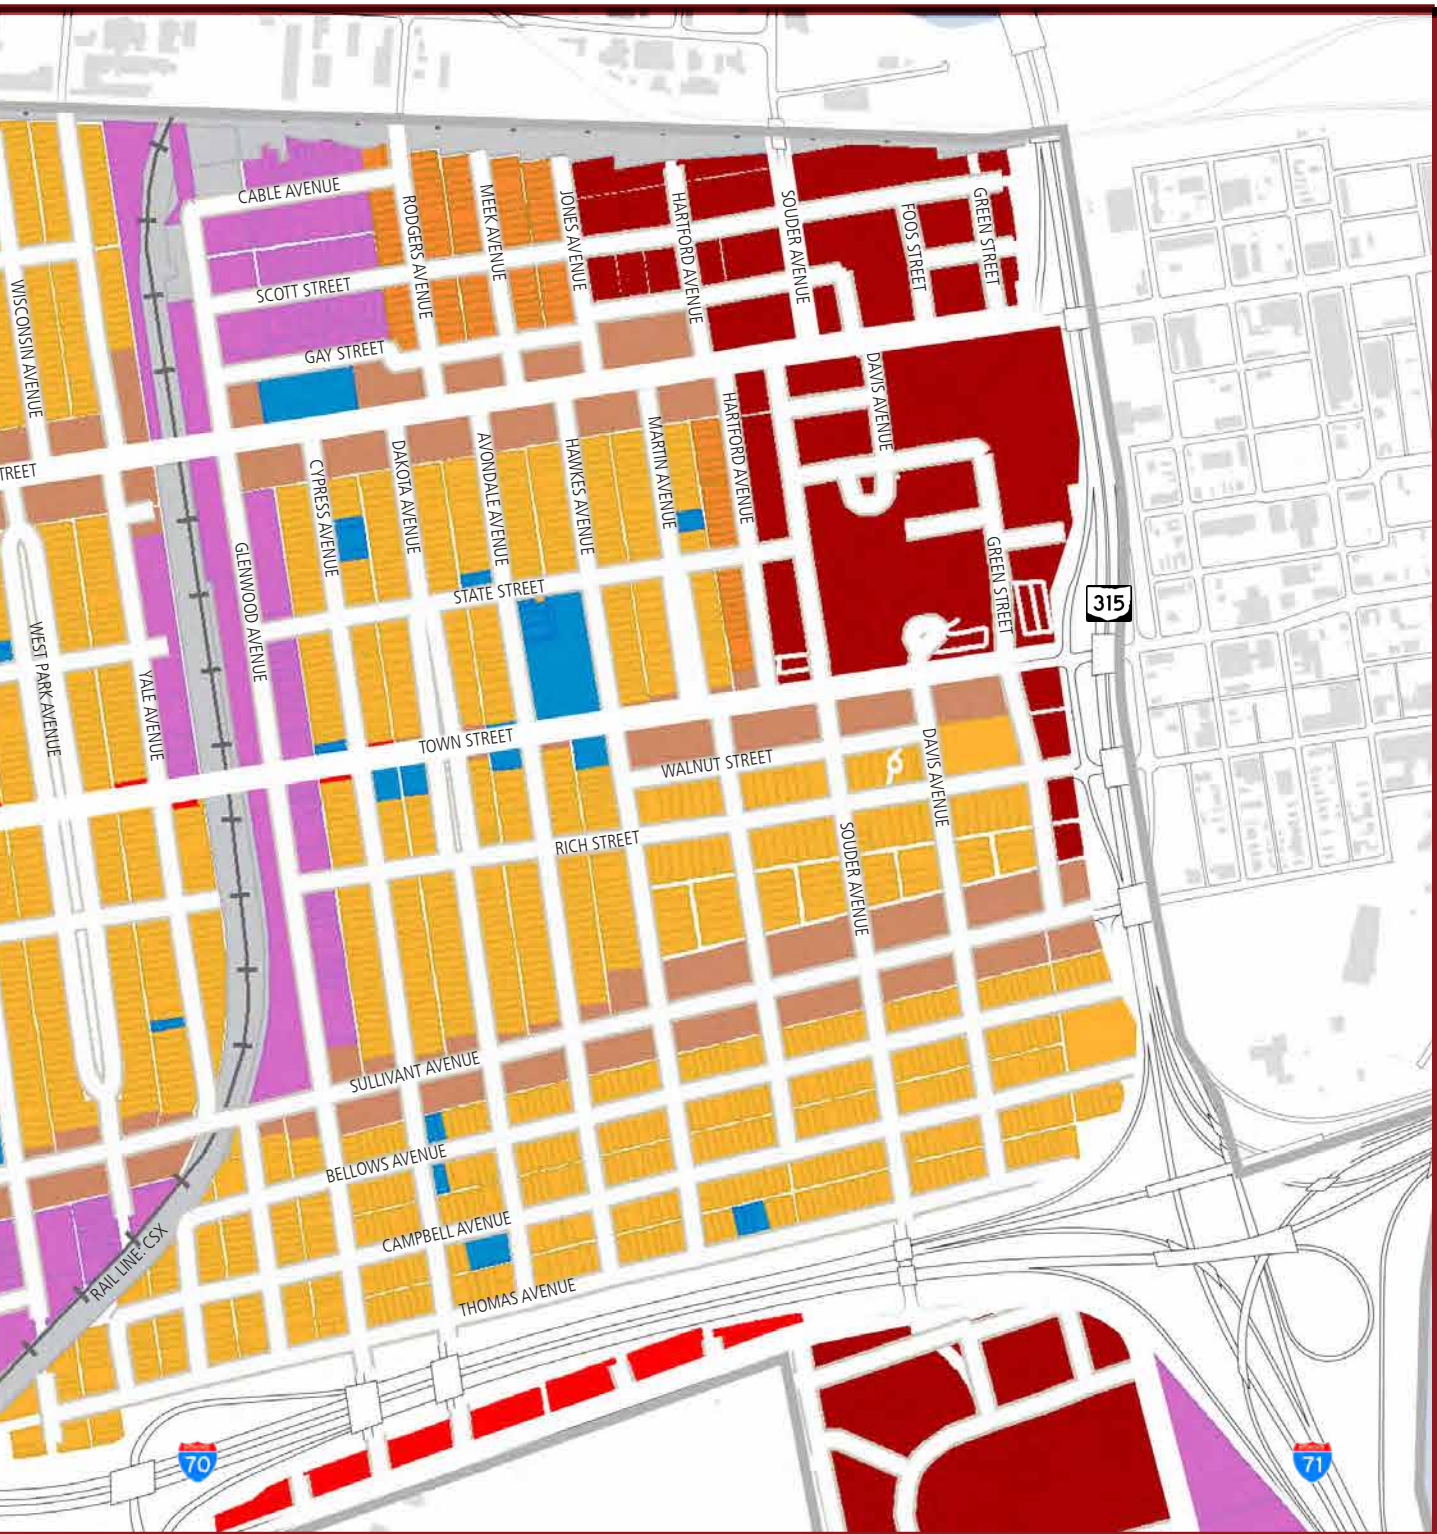 CABLE AVENUE
RODGERS AVENUE
MEEK AVENUE
JONES AVENUE
HARTFORD AVENUE
SOUDER AVENUE
FOOS STREET
GREEN STREET
SCOTT STREET
WISCONSIN AVENUE
GAY STREET
DAVIS AVENUE
TREET
CYPRESS AVENUE
DAKOTA AVENUE
AVONDALE AVENUE
HAWKES AVENUE
MARTIN AVENUE
HARTFORD AVENUE
GLENWOOD AVENUE
STATE STREET
GREEN STREET
315
WEST PARK AVENUE
YALE AVENUE
TOWN STREET
WALNUT STREET
DAVIS AVENUE
RICH STREET
SOUDER AVENUE
SULLIVANT AVENUE
BELLOWS AVENUE
CAMPBELL AVENUE
RAIL LINE: CSX
THOMAS AVENUE
70
71